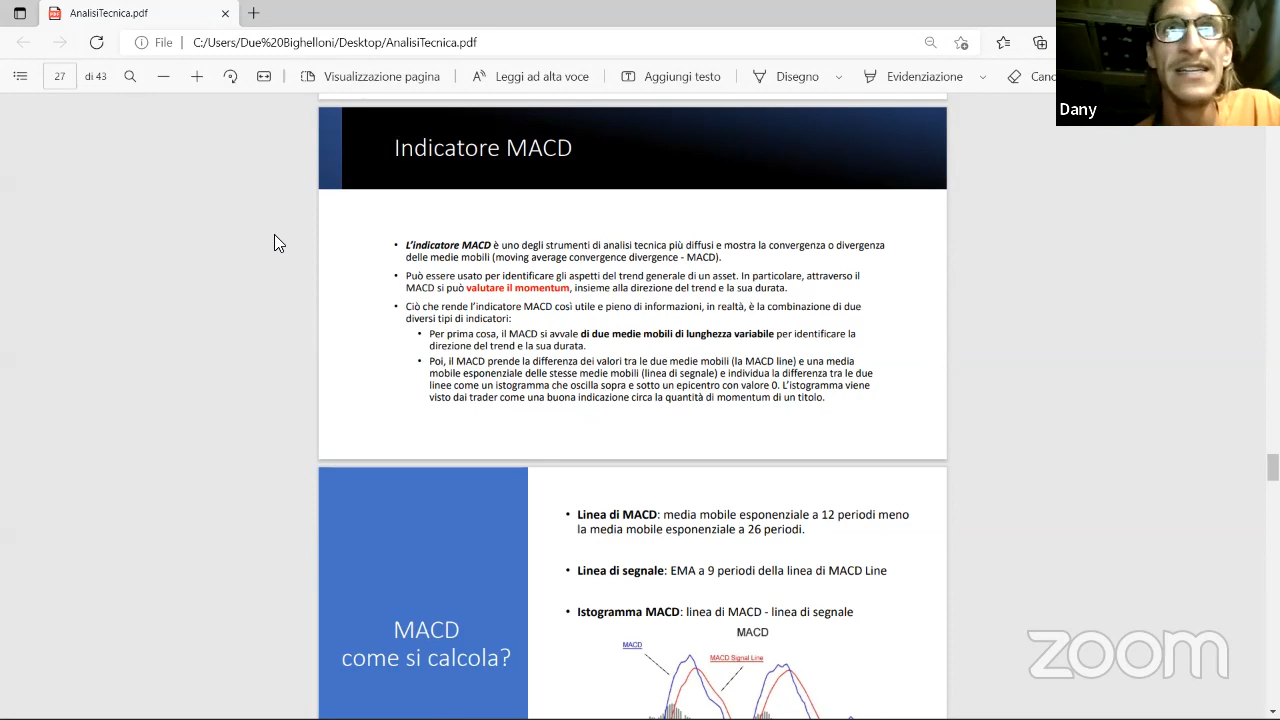 AnalisiTecnica.pdf
File
C:/Users/Due%20Bighelloni/Desktop/AnalisiTecnica.pdf
27
di 43
Visualizzazione pagina
Leggi ad alta voce
Aggiungi testo
Disegno
Evidenziazione
Dany
Indicatore MACD
• L'indicatore MACD è uno degli strumenti di analisi tecnica più diffusi e mostra la convergenza o divergenza
delle medie mobili (moving average convergence divergence - MACD).
• Può essere usato per identificare gli aspetti del trend generale di un asset. In particolare, attraverso il
MACD si può valutare il momentum, insieme alla direzione del trend e la sua durata.
• Ciò che rende l'indicatore MACD così utile e pieno di informazioni, in realtà, è la combinazione di due
diversi tipi di indicatori:
• Per prima cosa, il MACD si avvale di due medie mobili di lunghezza variabile per identificare la
direzione del trend e la sua durata.
• Poi, il MACD prende la differenza dei valori tra le due medie mobili (la MACD line) e una media
mobile esponenziale delle stesse medie mobili (linea di segnale) e individua la differenza tra le due
linee come un istogramma che oscilla sopra e sotto un epicentro con valore 0. L'istogramma viene
visto dai trader come una buona indicazione circa la quantità di momentum di un titolo.
MACD
come si calcola?
• Linea di MACD: media mobile esponenziale a 12 periodi meno
la media mobile esponenziale a 26 periodi.
• Linea di segnale: EMA a 9 periodi della linea di MACD Line
• Istogramma MACD: linea di MACD - linea di segnale
MACD
MACD
MACD Signal Line
zoom